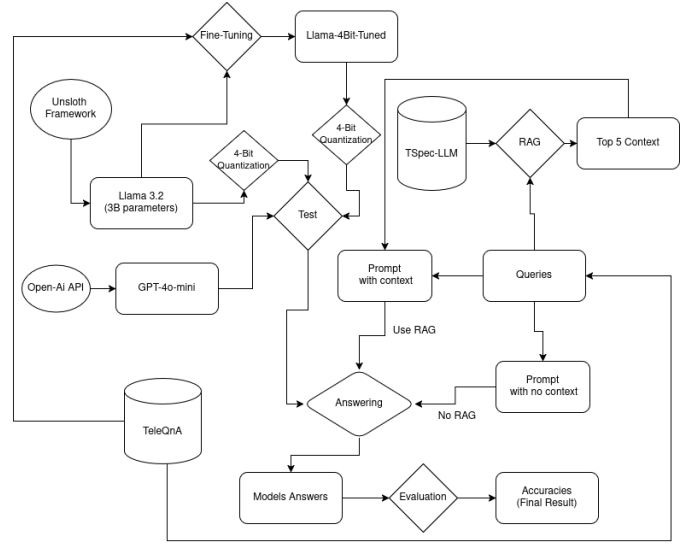 Fine-Tuning
Llama-4Bit-Tuned
Unsloth
Framework
4-Bit
Quantization
4-Bit
Quantization
TSpec-LLM
RAG
Top 5 Context
Llama 3.2
(3B parameters)
Test
Open-Ai API
GPT-4o-mini
Prompt
with context
Queries
Use RAG
Prompt
with no context
Answering
No RAG
TeleQnA
Models Answers
Evaluation
Accuracies
(Final Result)